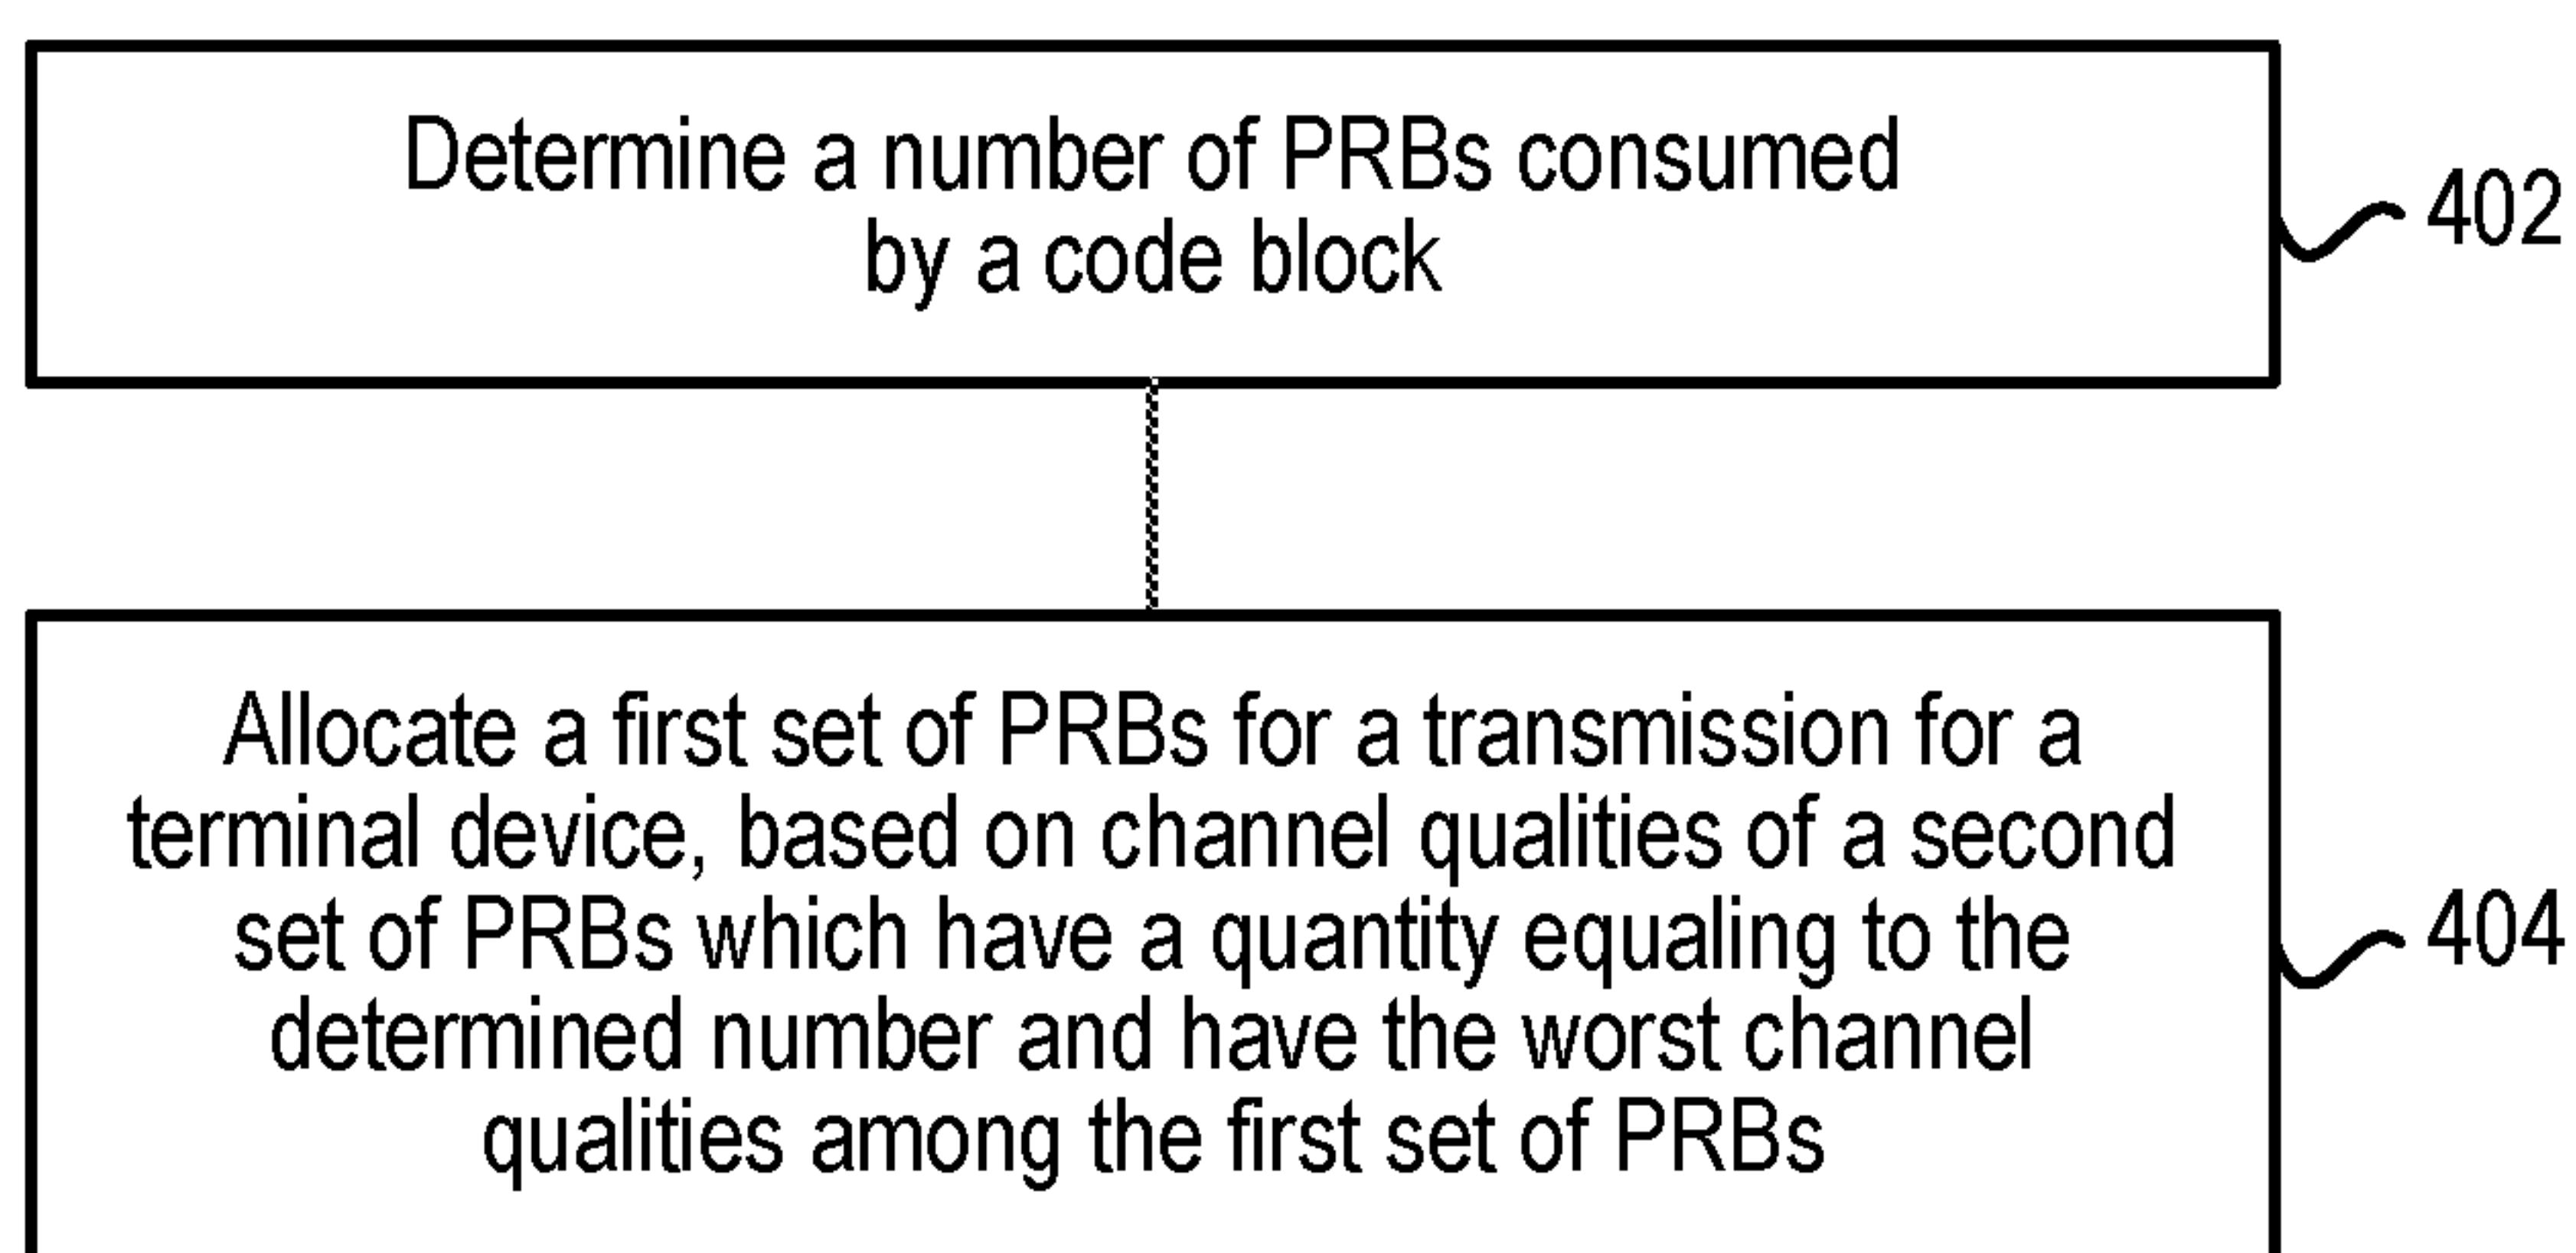 Determine a number of PRBs consumed
by a code block
402
Allocate a first set of PRBs for a transmission for a
terminal device, based on channel qualities of a second
set of PRBs which have a quantity equaling to the
determined number and have the worst channel
qualities among the first set of PRBs
404